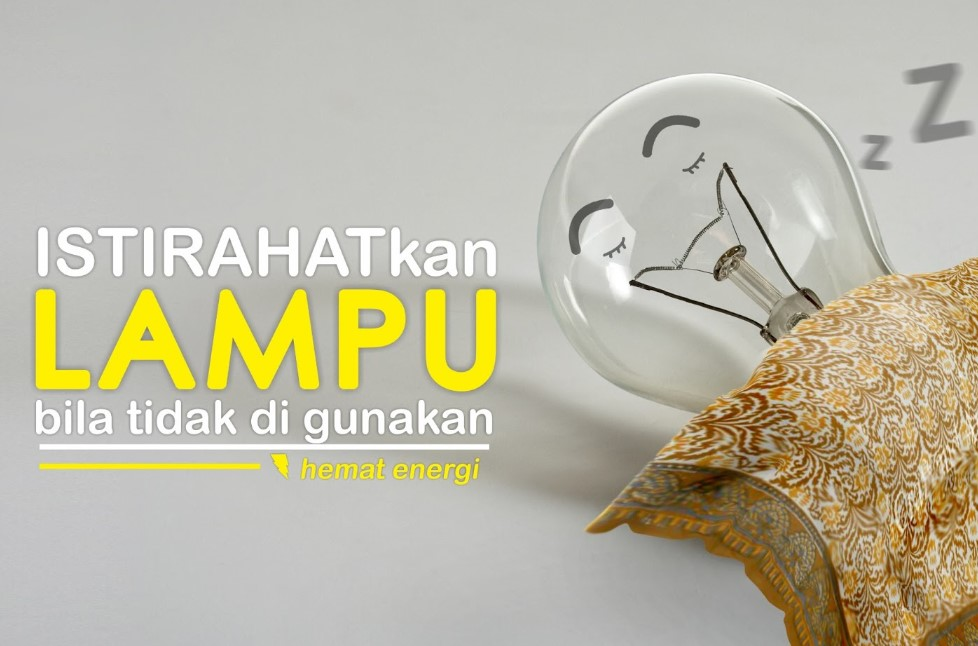 ISTIRAHATkan
LAMPU
bila tidak di gunakan
hemat energi
z
Z